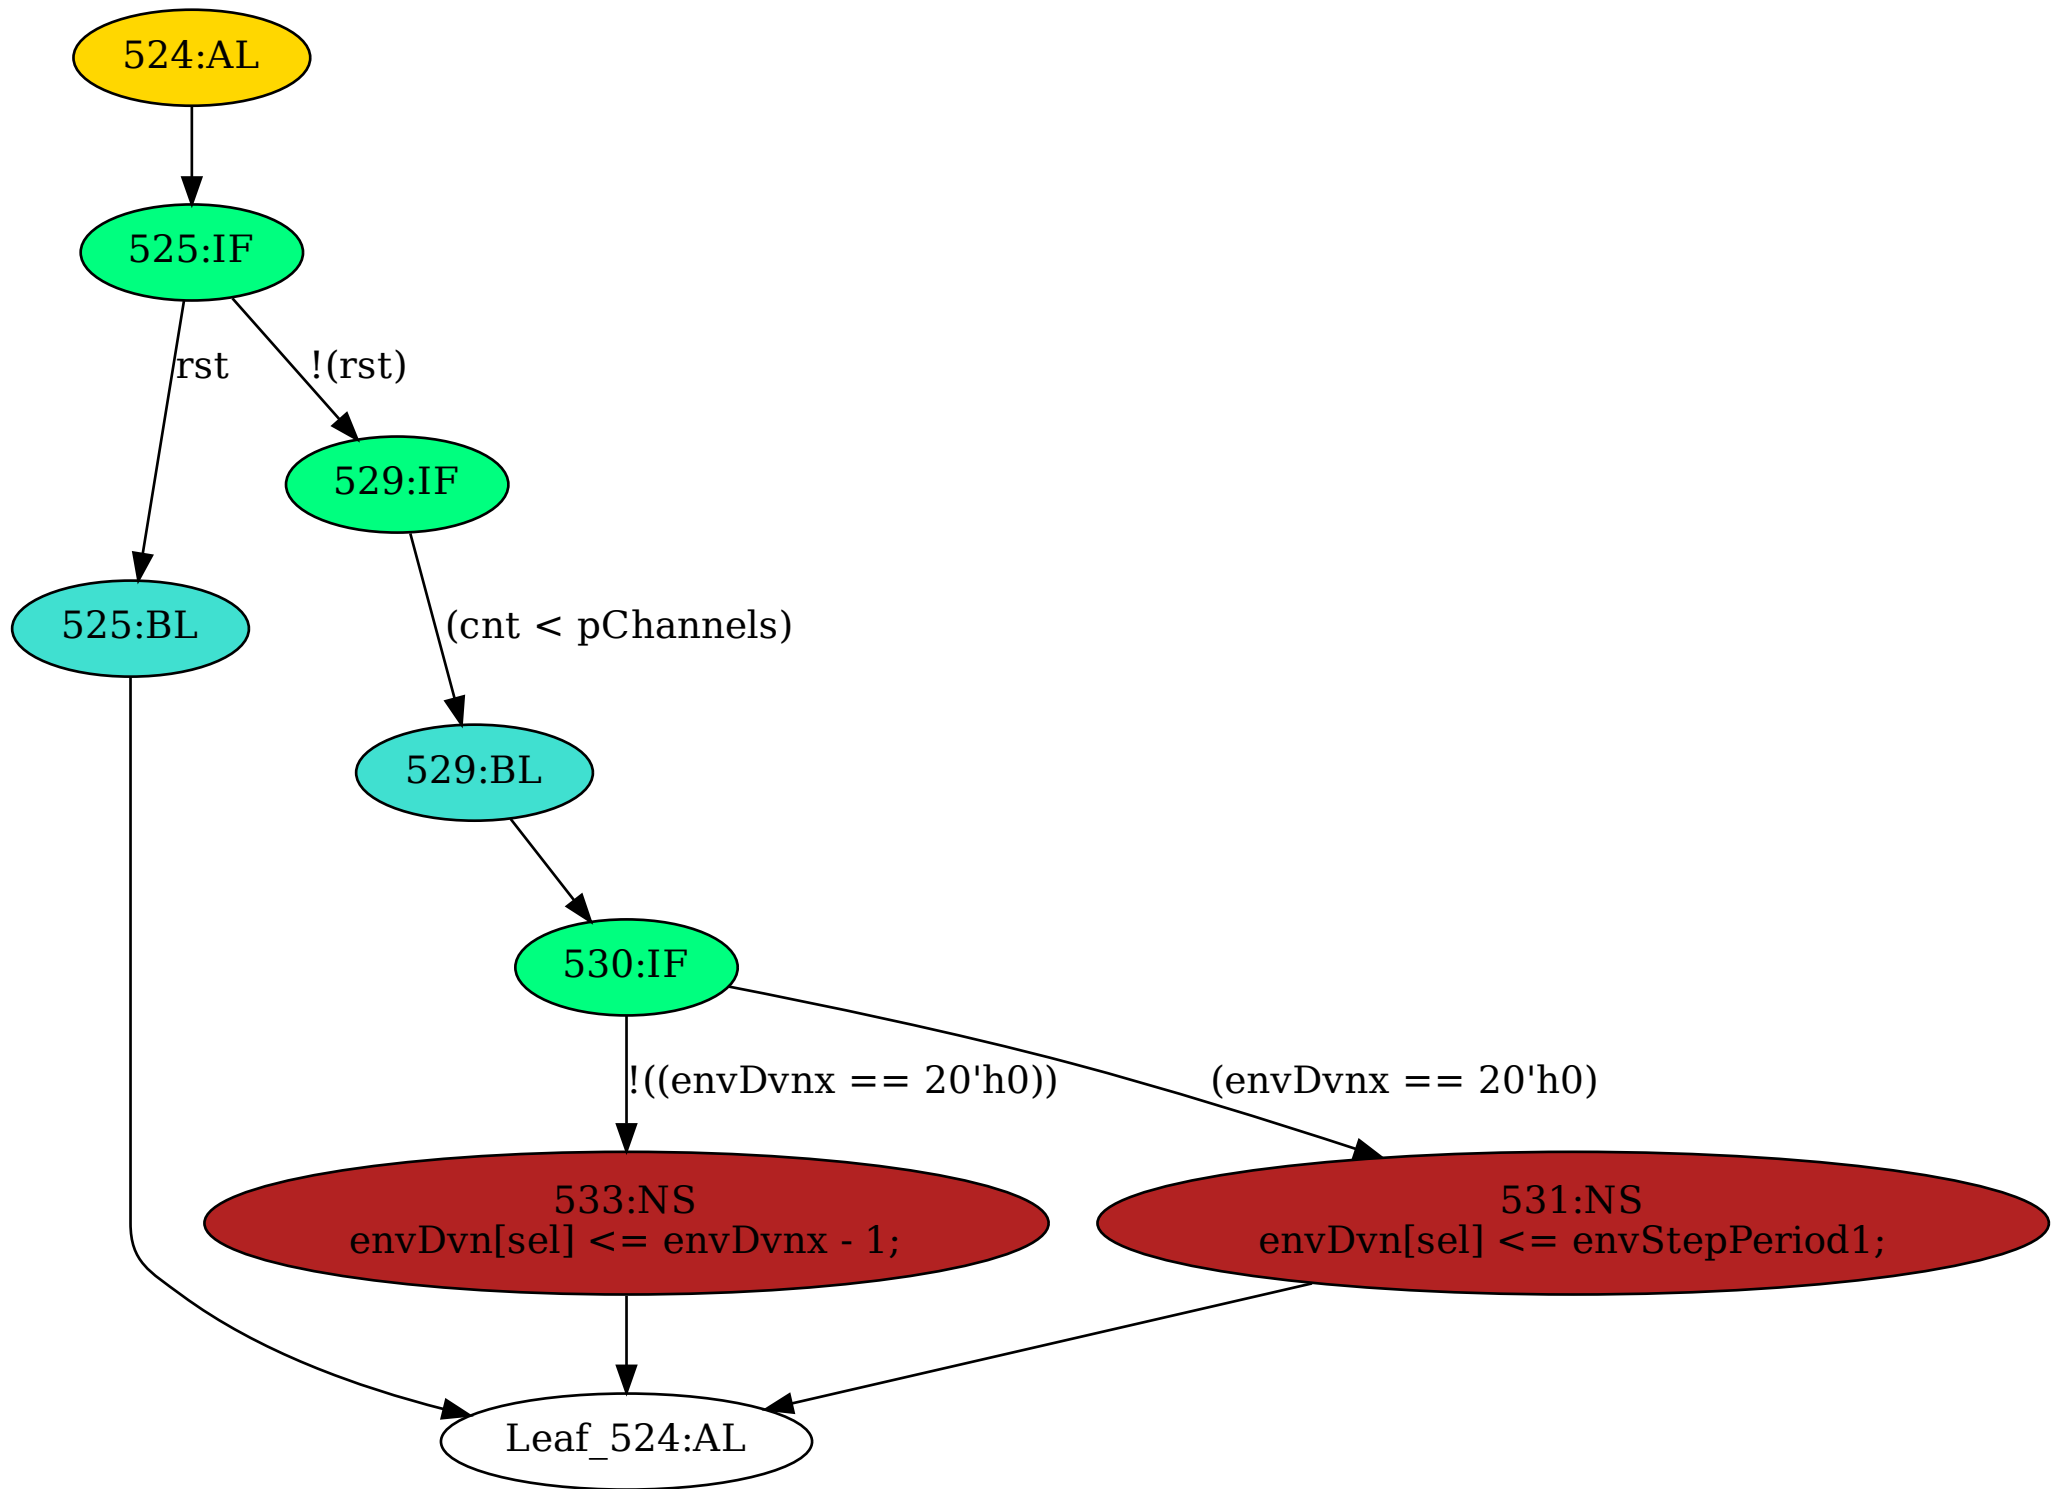 524:AL
525:IF
rst
!(rst)
529:IF
525:BL
(cnt < pChannels)
529:BL
530:IF
!((envDvnx == 20'h0))
(envDvnx == 20'h0)
533:NS
envDvn[sel] <= envDvnx - 1;
531:NS
envDvn[sel] <= envStepPeriod1;
Leaf_524:AL